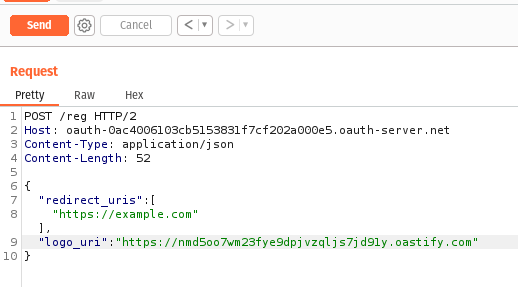 Send Cancel < >
Request
Pretty Raw Hex
1 POST /reg HTTP/2
2 Host: oauth-0ac4006103cb5153831f7cf202a000e5.oauth-server.net
3 Content-Type: application/json
4 Content-Length: 52
5
6 {
7 "redirect_uris":[
8 "https://example.com"
],
9 "logo_uri":"https://nmd5oo7wm23fye9dpjvzqljs7jd91y.oastify.com"
10 }